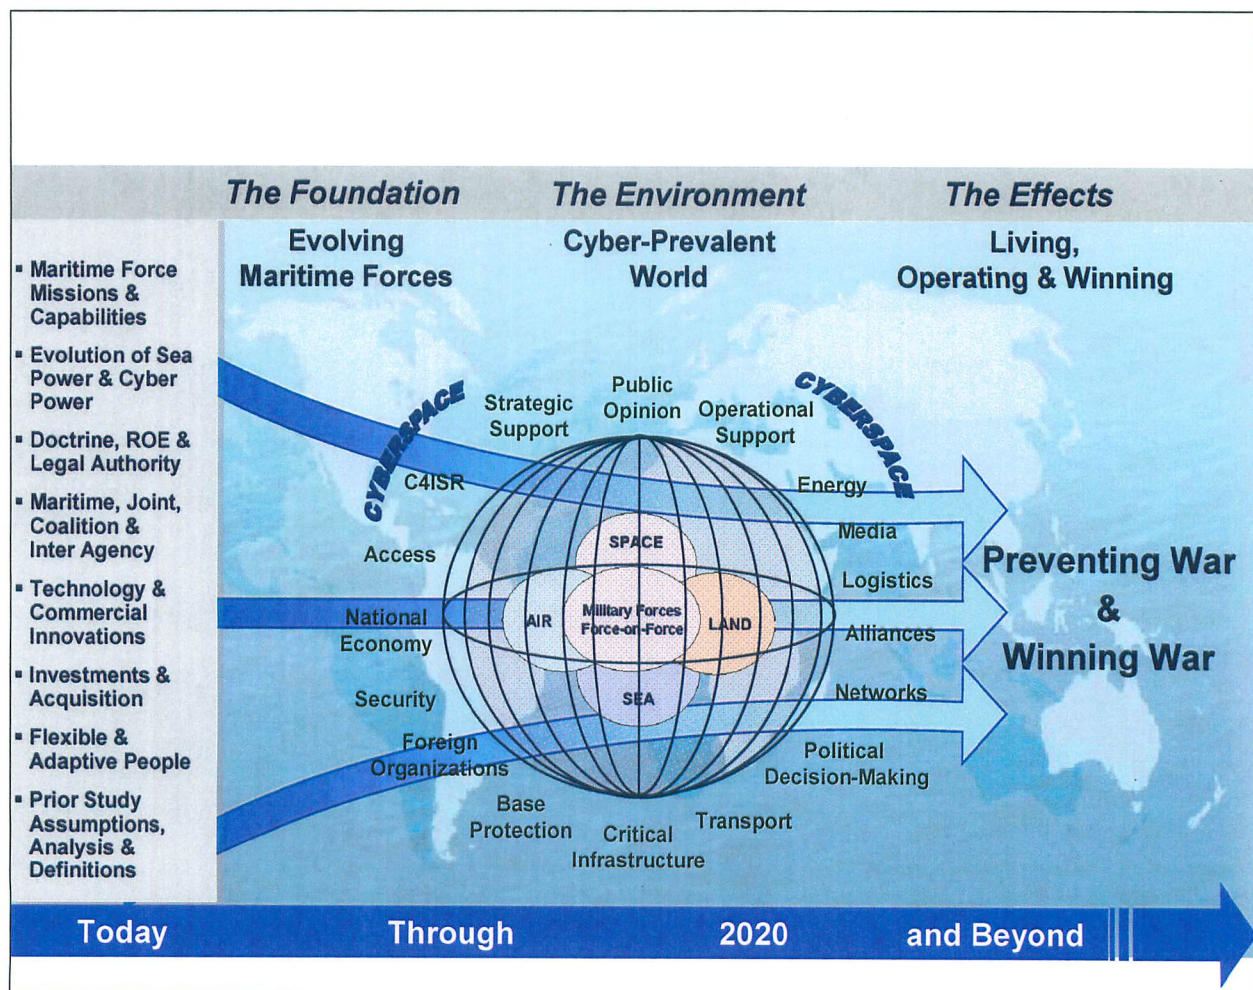 The Foundation
The Environment
The Effects
Evolving
Maritime Forces
Cyber-Prevalent
World
Living,
Operating & Winning
▪ Maritime Force
Missions &
Capabilities
▪ Evolution of Sea
Power & Cyber
Power
▪ Doctrine, ROE &
Legal Authority
▪ Maritime, Joint,
Coalition &
Inter Agency
▪ Technology &
Commercial
Innovations
▪ Investments &
Acquisition
▪ Flexible &
Adaptive People
▪ Prior Study
Assumptions,
Analysis &
Definitions
CYBERSPACE
CYBERSPACE
Strategic
Support
Public
Opinion
Operational
Support
C4ISR
Energy
Access
Media
National
Economy
Logistics
Security
Alliances
Foreign
Organizations
Networks
Base
Protection
Critical
Infrastructure
Transport
Political
Decision-Making
SPACE
AIR
Military Forces
Force-on-Force
LAND
SEA
Preventing War
&
Winning War
Today
Through
2020
and Beyond